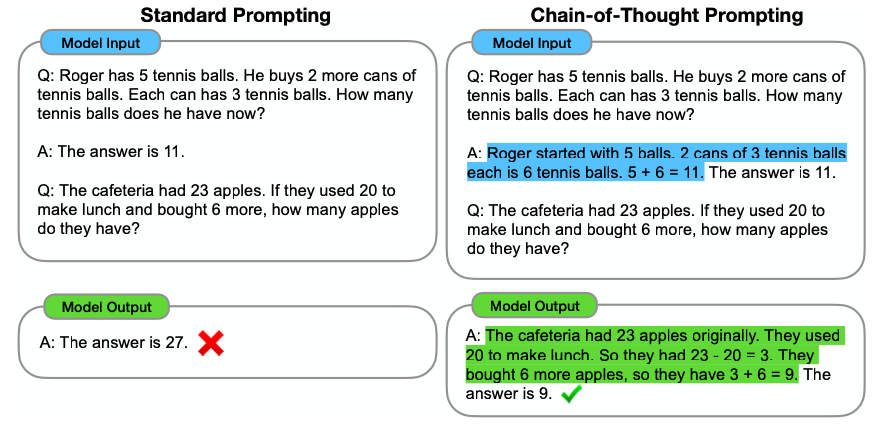 Standard Prompting
Model Input
Q: Roger has 5 tennis balls. He buys 2 more cans of
tennis balls. Each can has 3 tennis balls. How many
tennis balls does he have now?
A: The answer is 11.
Q: The cafeteria had 23 apples. If they used 20 to
make lunch and bought 6 more, how many apples
do they have?
Model Output
A: The answer is 27.
Chain-of-Thought Prompting
Model Input
Q: Roger has 5 tennis balls. He buys 2 more cans of
tennis balls. Each can has 3 tennis balls. How many
tennis balls does he have now?
A: Roger started with 5 balls. 2 cans of 3 tennis balls
each is 6 tennis balls. 5 + 6 = 11. The answer is 11.
Q: The cafeteria had 23 apples. If they used 20 to
make lunch and bought 6 more, how many apples
do they have?
Model Output
A: The cafeteria had 23 apples originally. They used
20 to make lunch. So they had 23 - 20 = 3. They
bought 6 more apples, so they have 3 + 6 = 9. The
answer is 9.